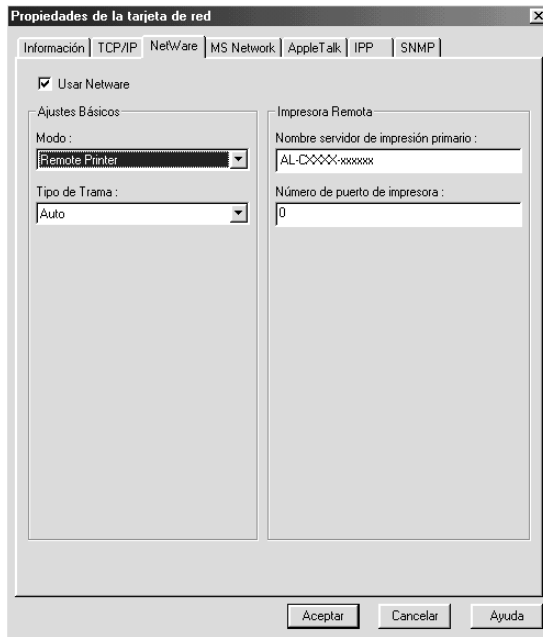 Propiedades de la tarjeta de red
Información TCP/IP NetWare MS Network AppleTalk IPP SNMP
Usar Netware
Ajustes Básicos
Modo :
Remote Printer
Tipo de Trama :
Auto
Impresora Remota
Nombre servidor de impresión primario :
AL-CXXXX-xxxxxx
Número de puerto de impresora :
0
Aceptar Cancelar Ayuda